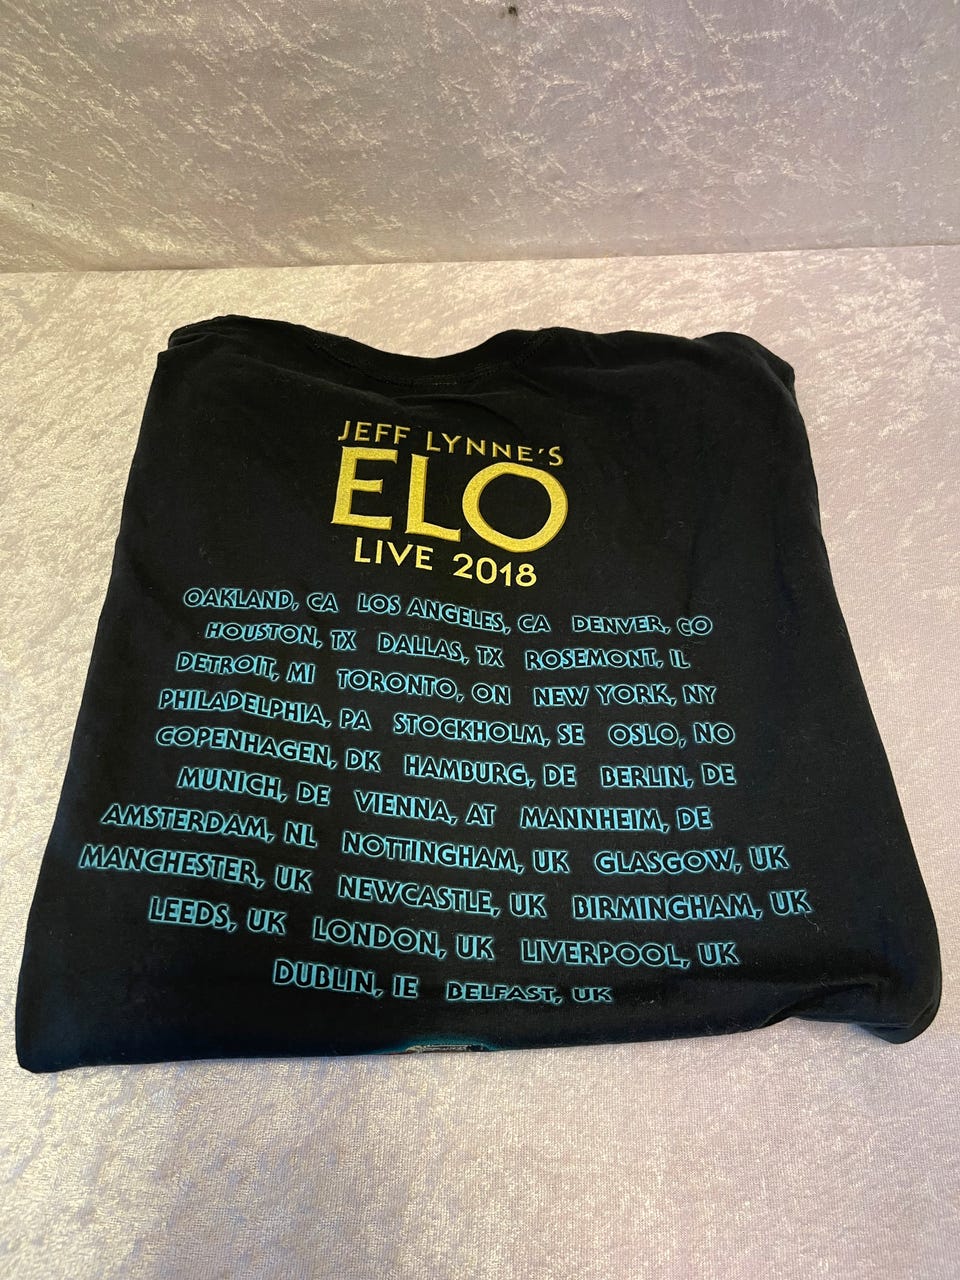 JEFF LYNNE'S
ELO
LIVE 2018
OAKLAND, CA LOS ANGELES, CA DENVER, CO
HOUSTON, TX DALLAS, TX ROSEMONT, IL
DETROIT, MI TORONTO, ON NEW YORK, NY
PHILADELPHIA, PA STOCKHOLM, SE OSLO, NO
COPENHAGEN, DK HAMBURG, DE BERLIN, DE
MUNICH, DE VIENNA, AT MANNHEIM, DE
AMSTERDAM, NL NOTTINGHAM, UK GLASGOW, UK
MANCHESTER, UK NEWCASTLE, UK BIRMINGHAM, UK
LEEDS, UK LONDON, UK LIVERPOOL, UK
DUBLIN, IE BELFAST, UK